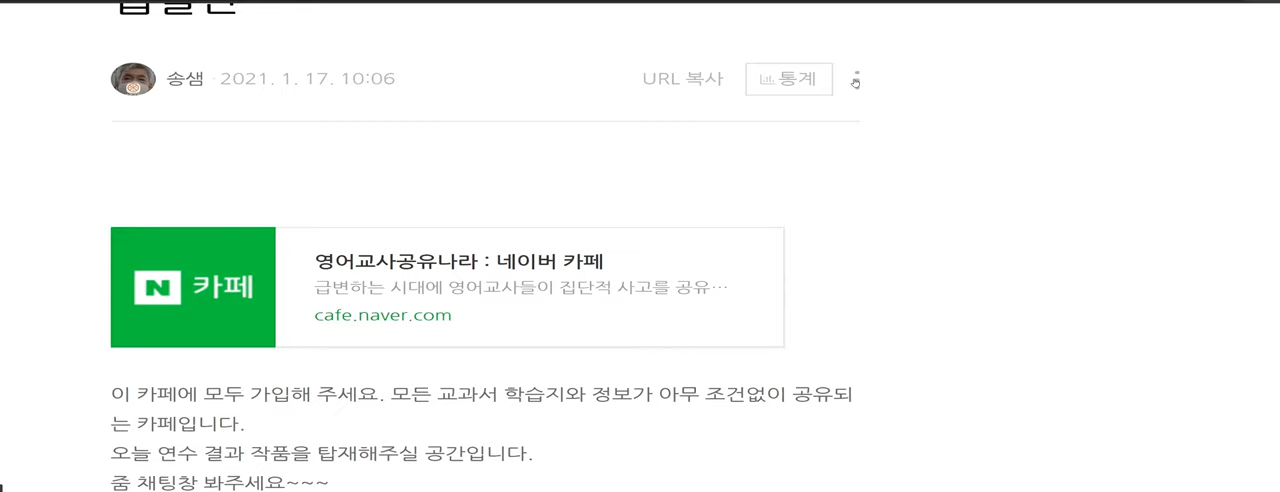 송샘 · 2021. 1. 17. 10:06
URL 복사 통계
N 카페
영어교사공유나라 : 네이버 카페
급변하는 시대에 영어교사들이 집단적 사고를 공유…
cafe.naver.com
이 카페에 모두 가입해 주세요. 모든 교과서 학습지와 정보가 아무 조건없이 공유되
는 카페입니다.
오늘 연수 결과 작품을 탑재해주실 공간입니다.
줌 채팅창 봐주세요~~~